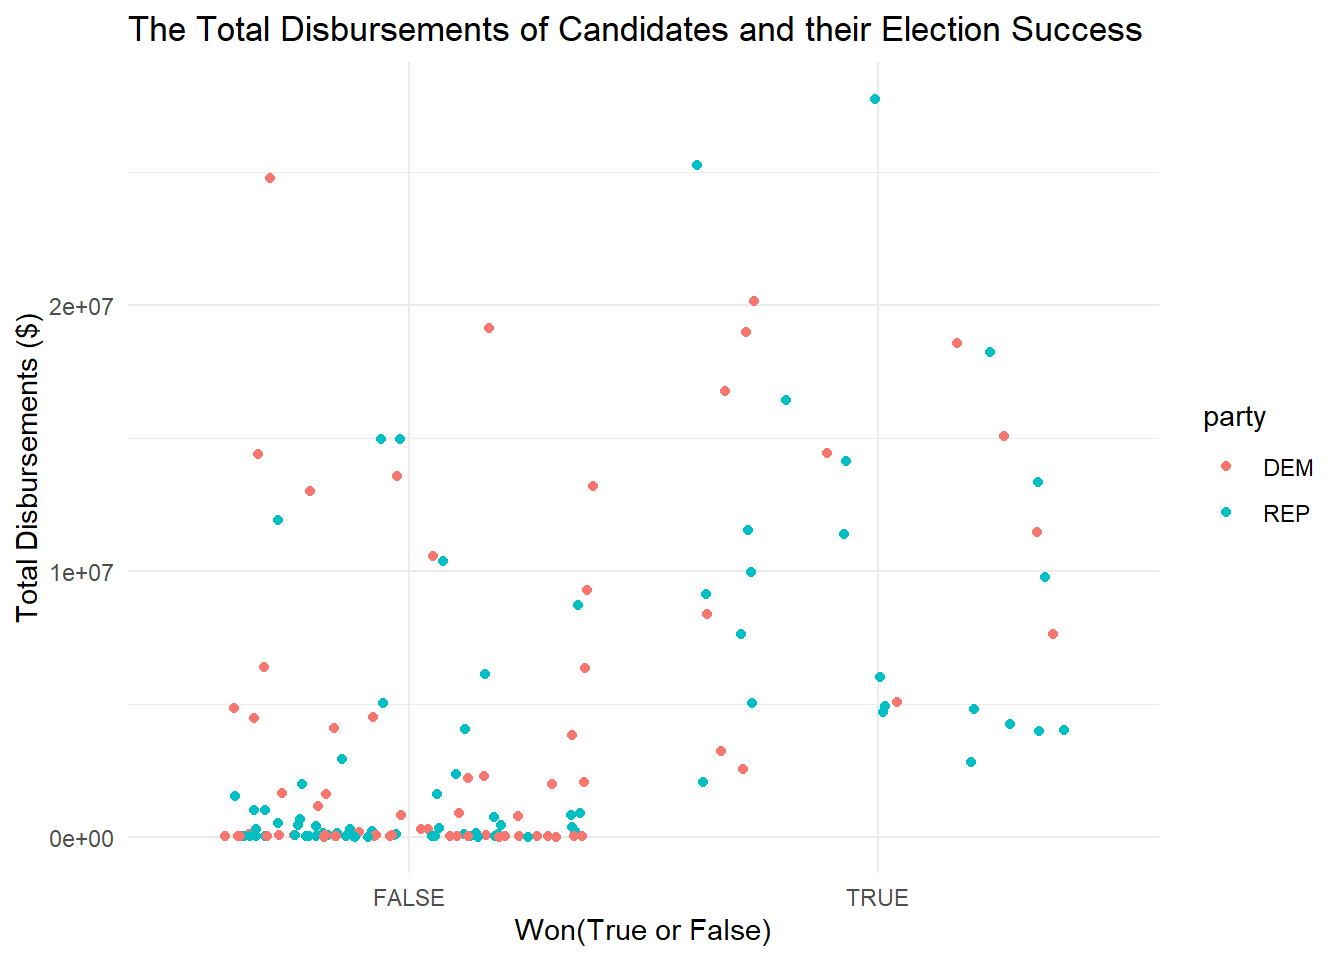 The Total Disbursements of Candidates and their Election Success
Total Disbursements ($)
2e+07
1e+07
0e+00
FALSE
TRUE
Won(True or False)
party
DEM
REP